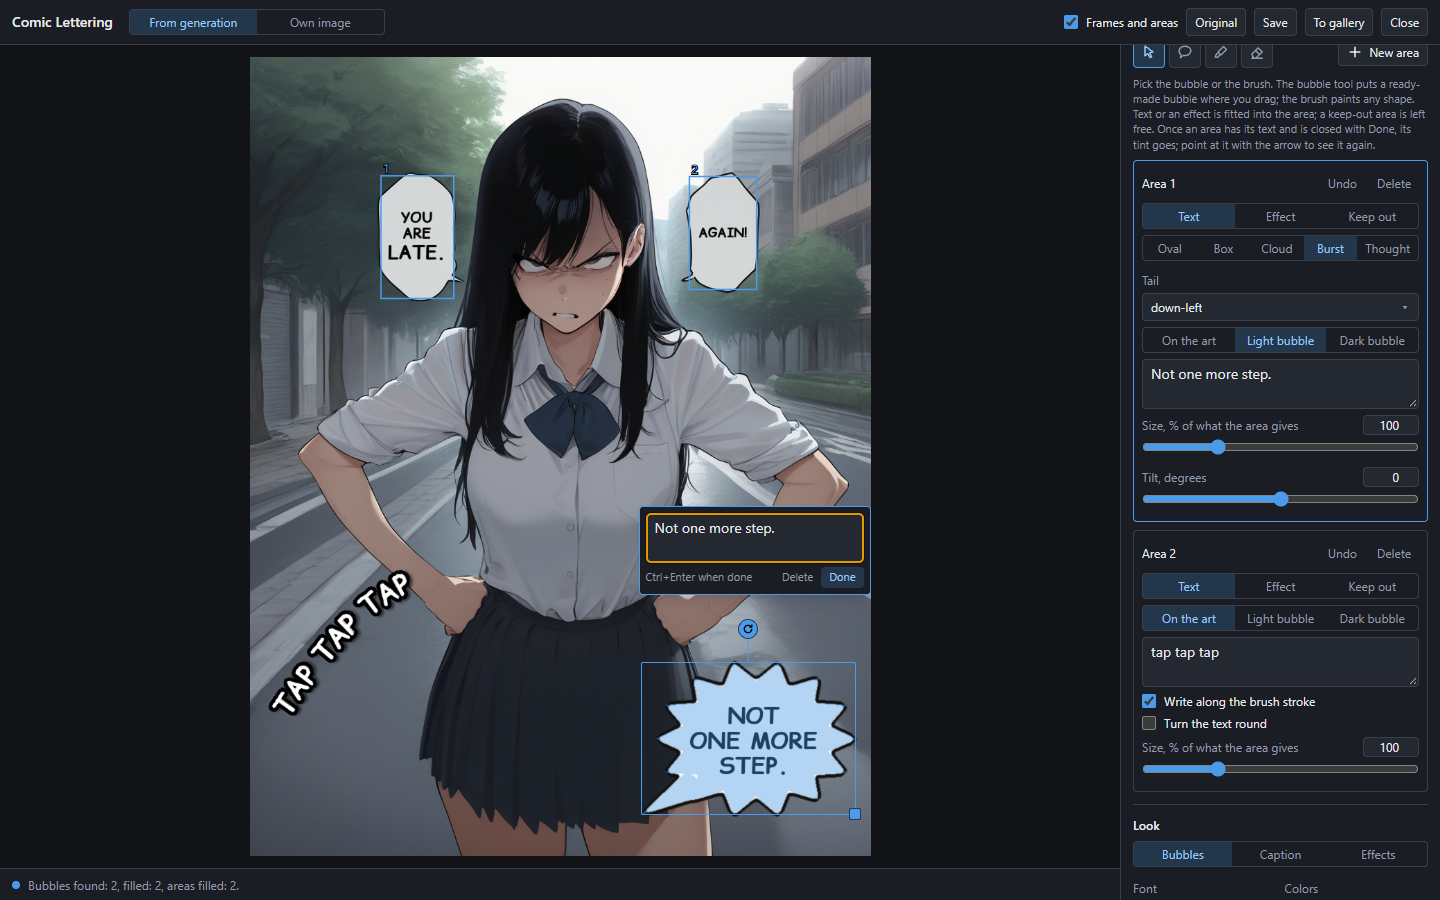 Comic Lettering
From generation
Own image
Frames and areas
Original
Save
To gallery
Close
1
YOU
ARE
LATE.
2
AGAIN!
TAP TAP TAP
Not one more step.
Ctrl+Enter when done
Delete
Done
NOT
ONE MORE
STEP.
New area
Pick the bubble or the brush. The bubble tool puts a ready-
made bubble where you drag; the brush paints any shape.
Text or an effect is fitted into the area; a keep-out area is left
free. Once an area has its text and is closed with Done, its
tint goes; point at it with the arrow to see it again.
Area 1
Undo
Delete
Text
Effect
Keep out
Oval
Box
Cloud
Burst
Thought
Tail
down-left
On the art
Light bubble
Dark bubble
Not one more step.
Size, % of what the area gives
100
Tilt, degrees
0
Area 2
Undo
Delete
Text
Effect
Keep out
On the art
Light bubble
Dark bubble
tap tap tap
Write along the brush stroke
Turn the text round
Size, % of what the area gives
100
Look
Bubbles
Caption
Effects
Font
Colors
Bubbles found: 2, filled: 2, areas filled: 2.